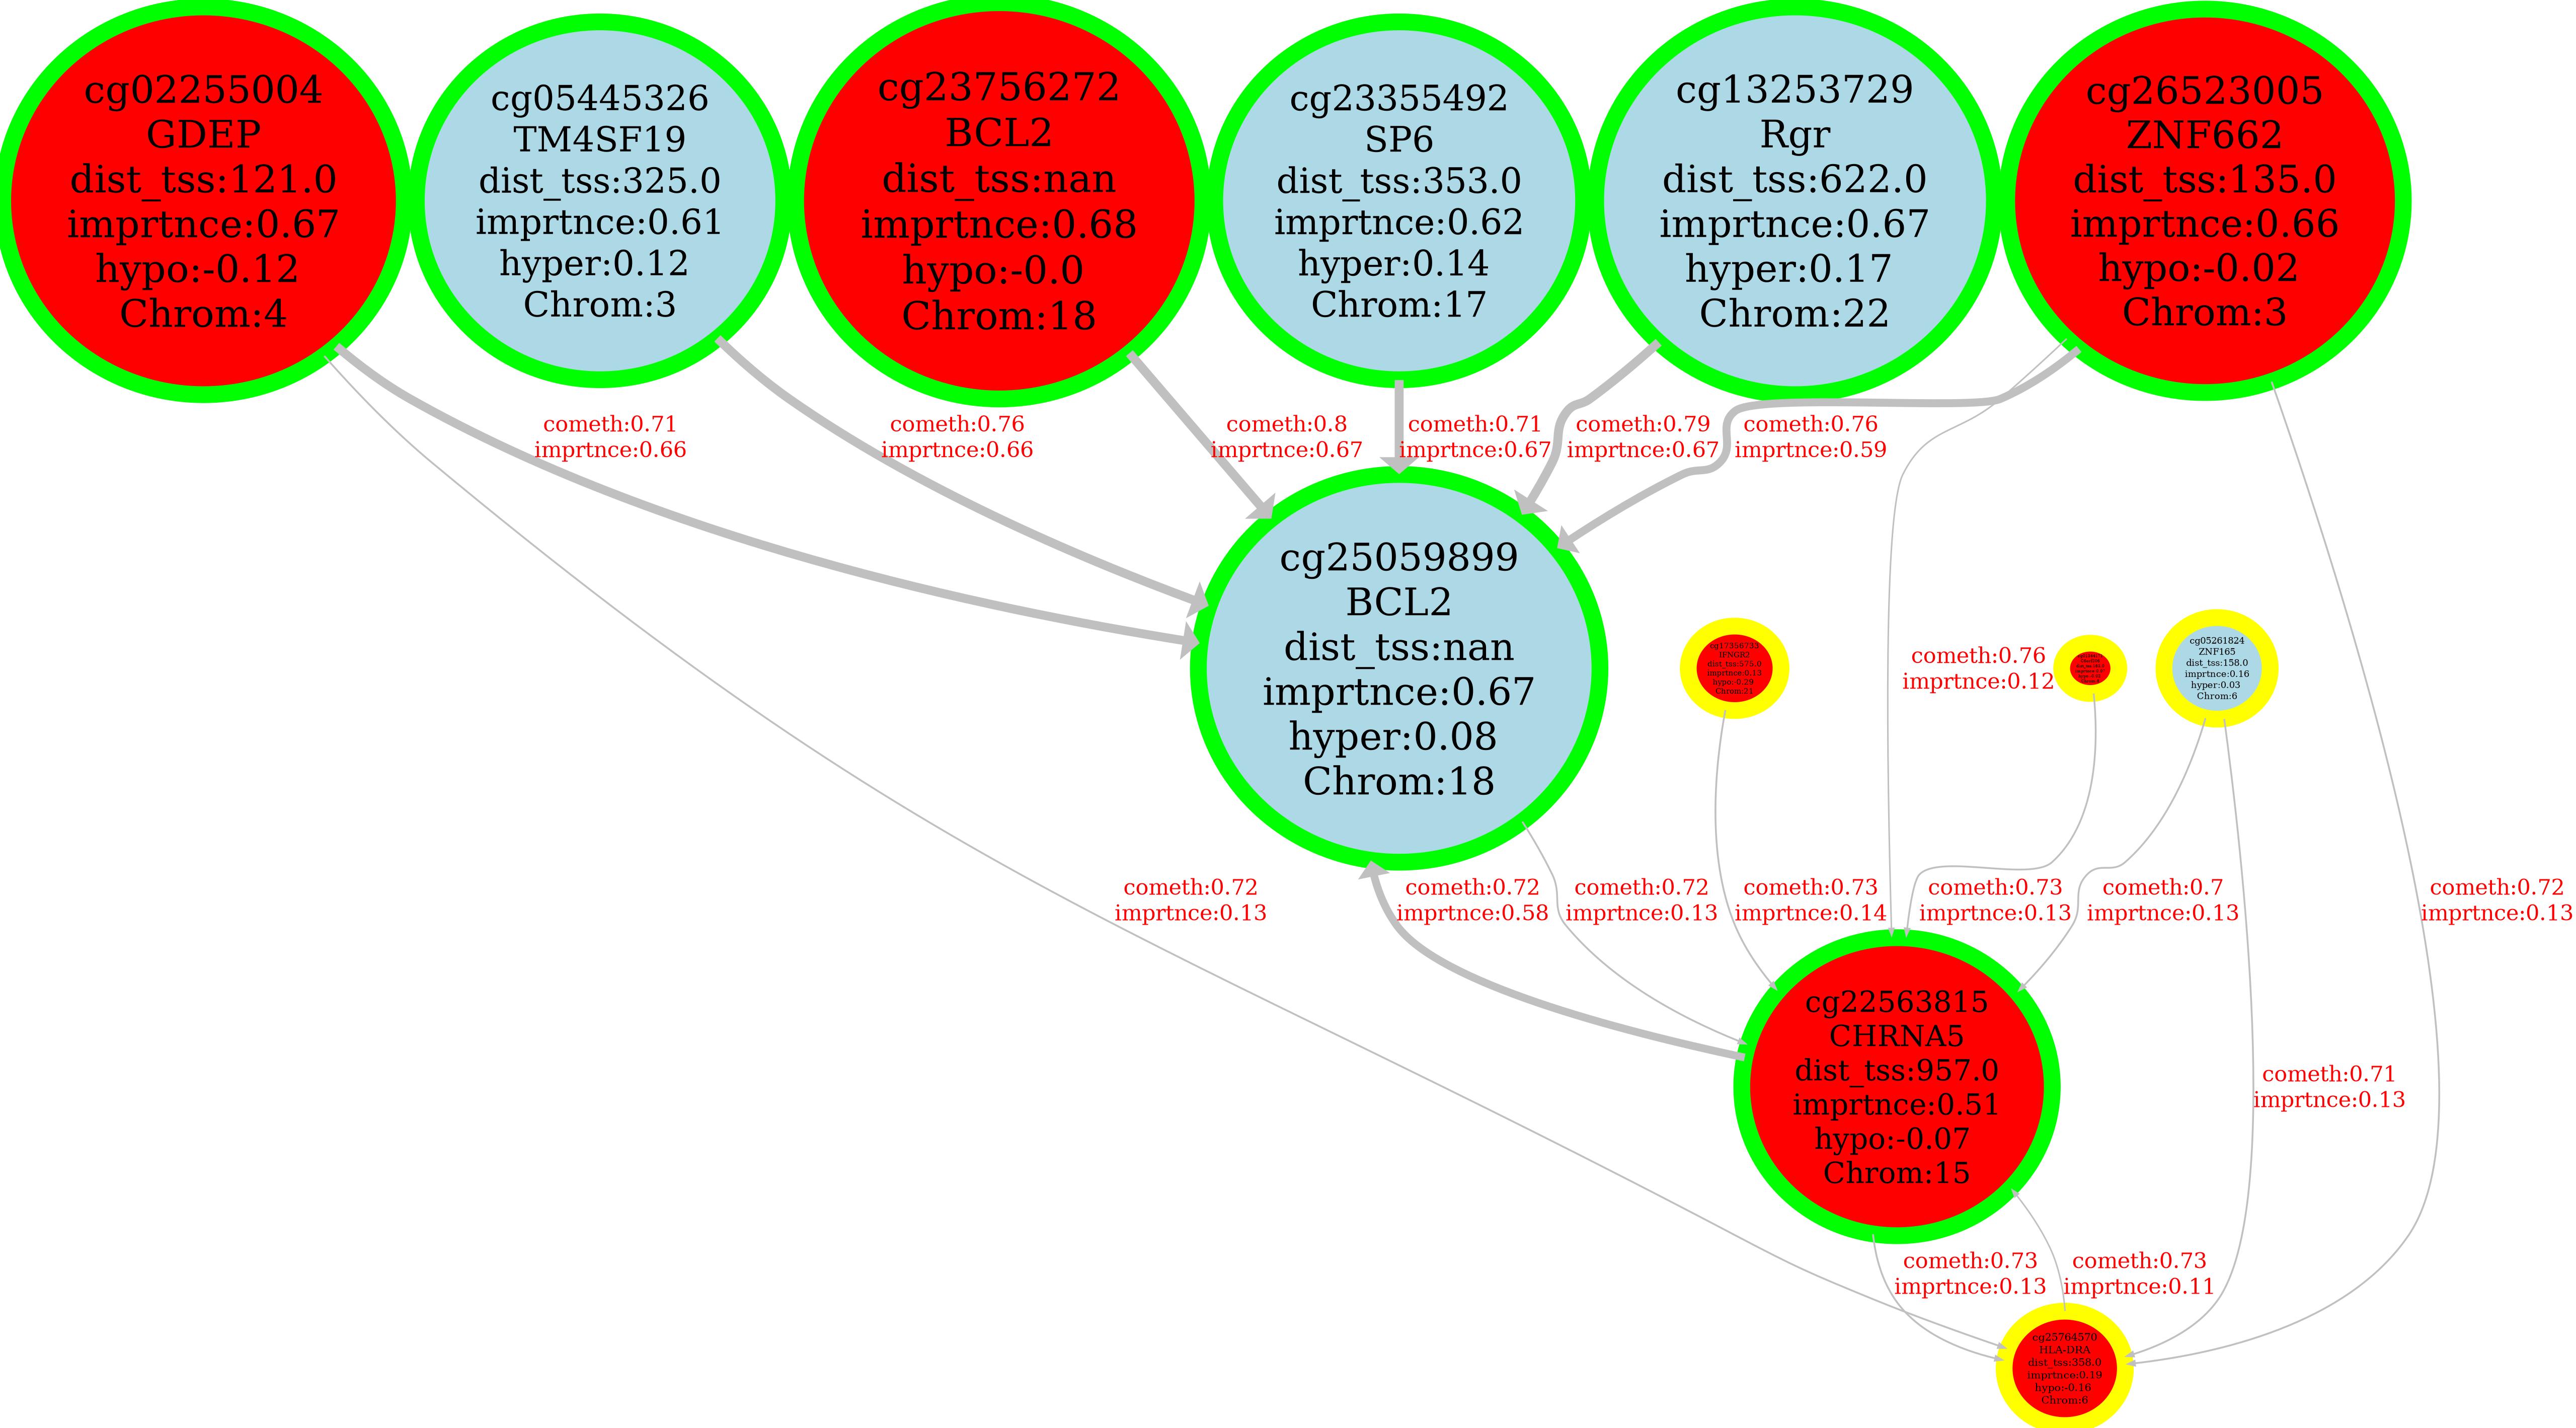 cg02255004
GDEP
dist_tss:121.0
imprtnce:0.67
hypo:-0.12
Chrom:4
cg05445326
TM4SF19
dist_tss:325.0
imprtnce:0.61
hyper:0.12
Chrom:3
cg23756272
BCL2
dist_tss:nan
imprtnce:0.68
hypo:-0.0
Chrom:18
cg23355492
SP6
dist_tss:353.0
imprtnce:0.62
hyper:0.14
Chrom:17
cg13253729
Rgr
dist_tss:622.0
imprtnce:0.67
hyper:0.17
Chrom:22
cg26523005
ZNF662
dist_tss:135.0
imprtnce:0.66
hypo:-0.02
Chrom:3
cometh:0.71
imprtnce:0.66
cometh:0.76
imprtnce:0.66
cometh:0.8
imprtnce:0.67
cometh:0.71
imprtnce:0.67
cometh:0.79
imprtnce:0.67
cometh:0.76
imprtnce:0.59
cg25059899
BCL2
dist_tss:nan
imprtnce:0.67
hyper:0.08
Chrom:18
cg17356733
IFNGR2
dist_tss:575.0
imprtnce:0.13
hypo:-0.29
Chrom:21
cometh:0.76
imprtnce:0.12
cg05261824
ZNF165
dist_tss:158.0
imprtnce:0.16
hyper:0.03
Chrom:6
cometh:0.72
imprtnce:0.13
cometh:0.72
imprtnce:0.58
cometh:0.72
imprtnce:0.13
cometh:0.73
imprtnce:0.14
cometh:0.73
imprtnce:0.13
cometh:0.7
imprtnce:0.13
cometh:0.72
imprtnce:0.13
cg22563815
CHRNA5
dist_tss:957.0
imprtnce:0.51
hypo:-0.07
Chrom:15
cometh:0.71
imprtnce:0.13
cometh:0.73
imprtnce:0.13
cometh:0.73
imprtnce:0.11
cg25764570
HLA-DRA
dist_tss:358.0
imprtnce:0.19
hypo:-0.16
Chrom:6